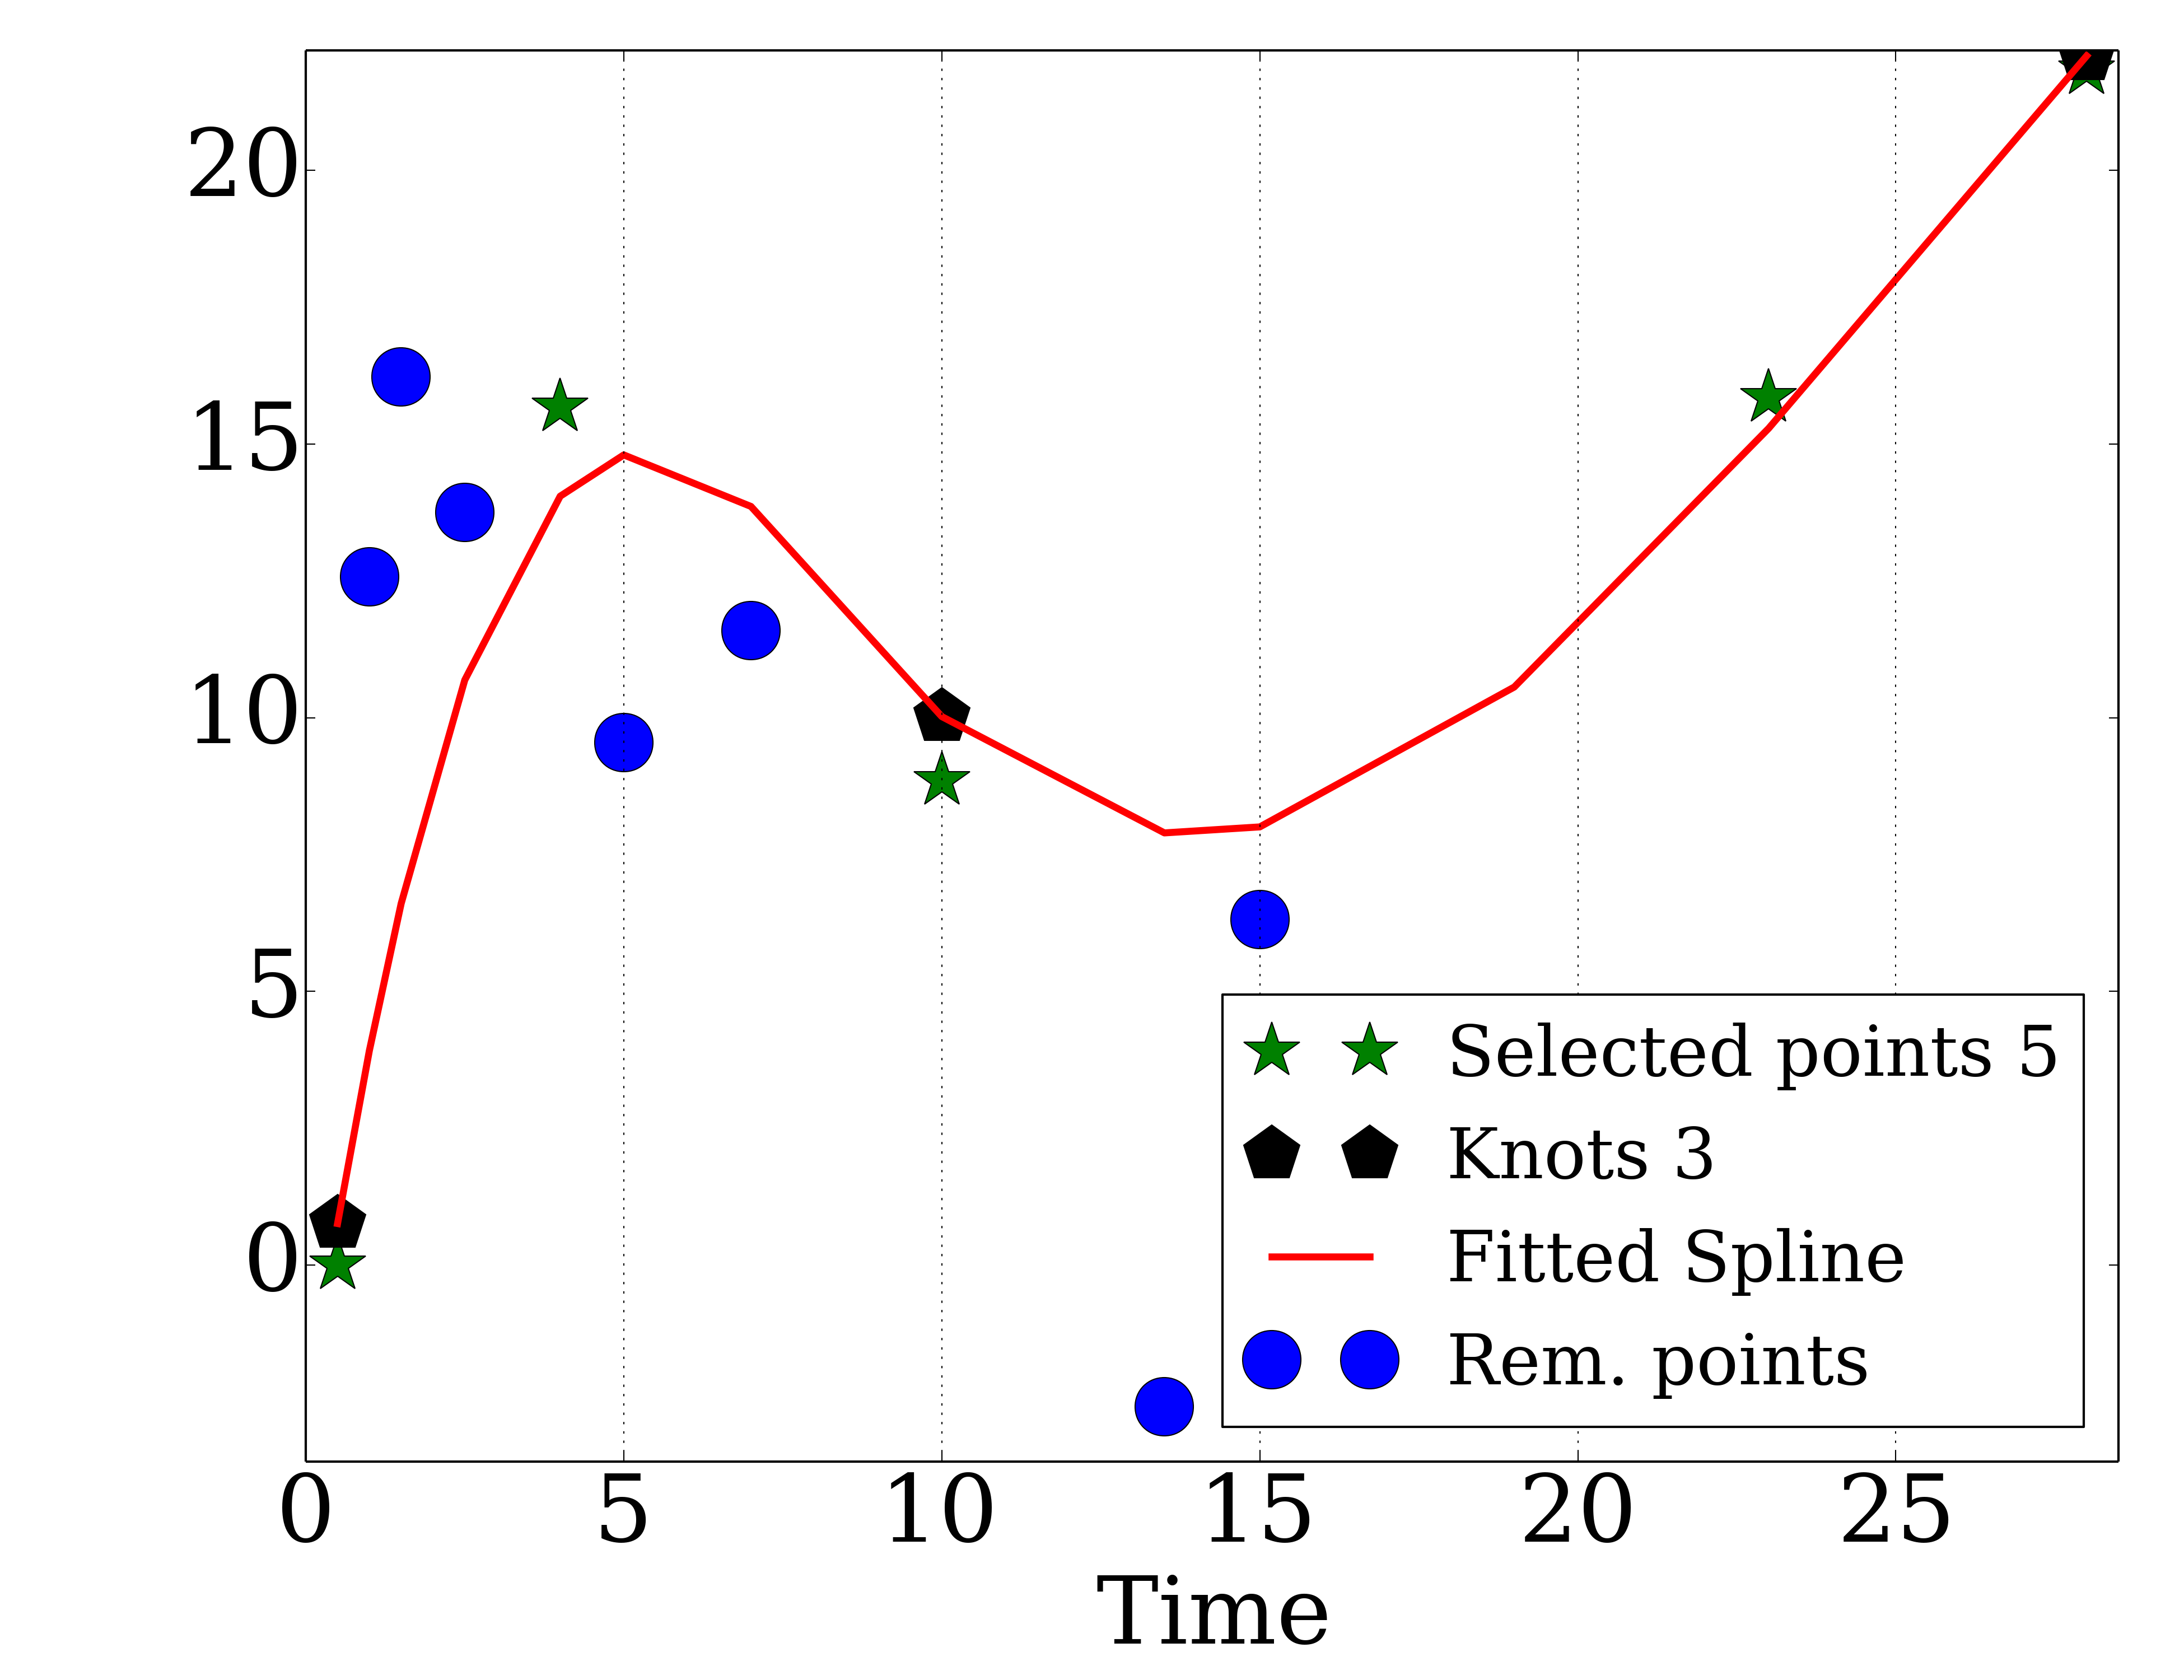 20
15
10
5
0
Selected points 5
Knots 3
Fitted Spline
Rem. points
0 5 10 15 20 25
Time